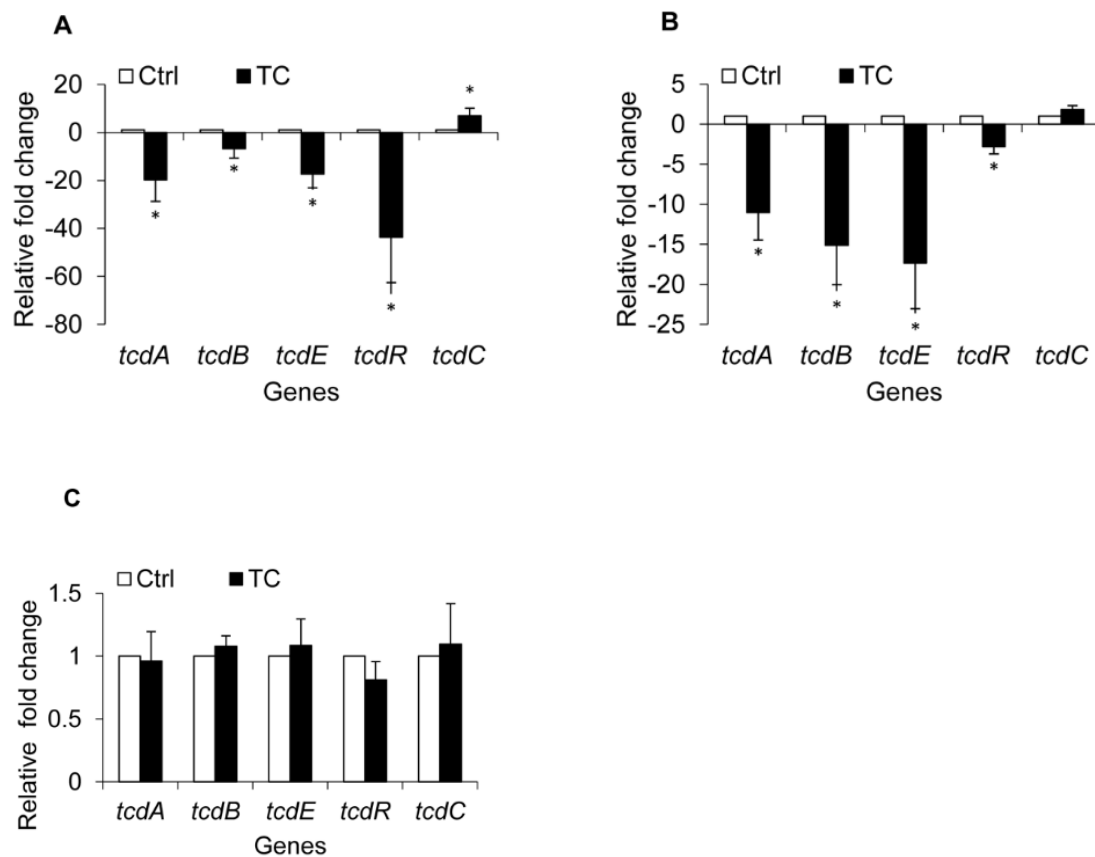 A
Ctrl TC
Relative fold change
20
0
-20
-40
-60
-80
*
*
*
*
*
tcdA tcdB tcdE tcdR tcdC
Genes
B
Ctrl TC
Relative fold change
5
0
-5
-10
-15
-20
-25
*
*
*
*
tcdA tcdB tcdE tcdR tcdC
Genes
C
Ctrl TC
Relative fold change
1.5
1
0.5
0
tcdA tcdB tcdE tcdR tcdC
Genes